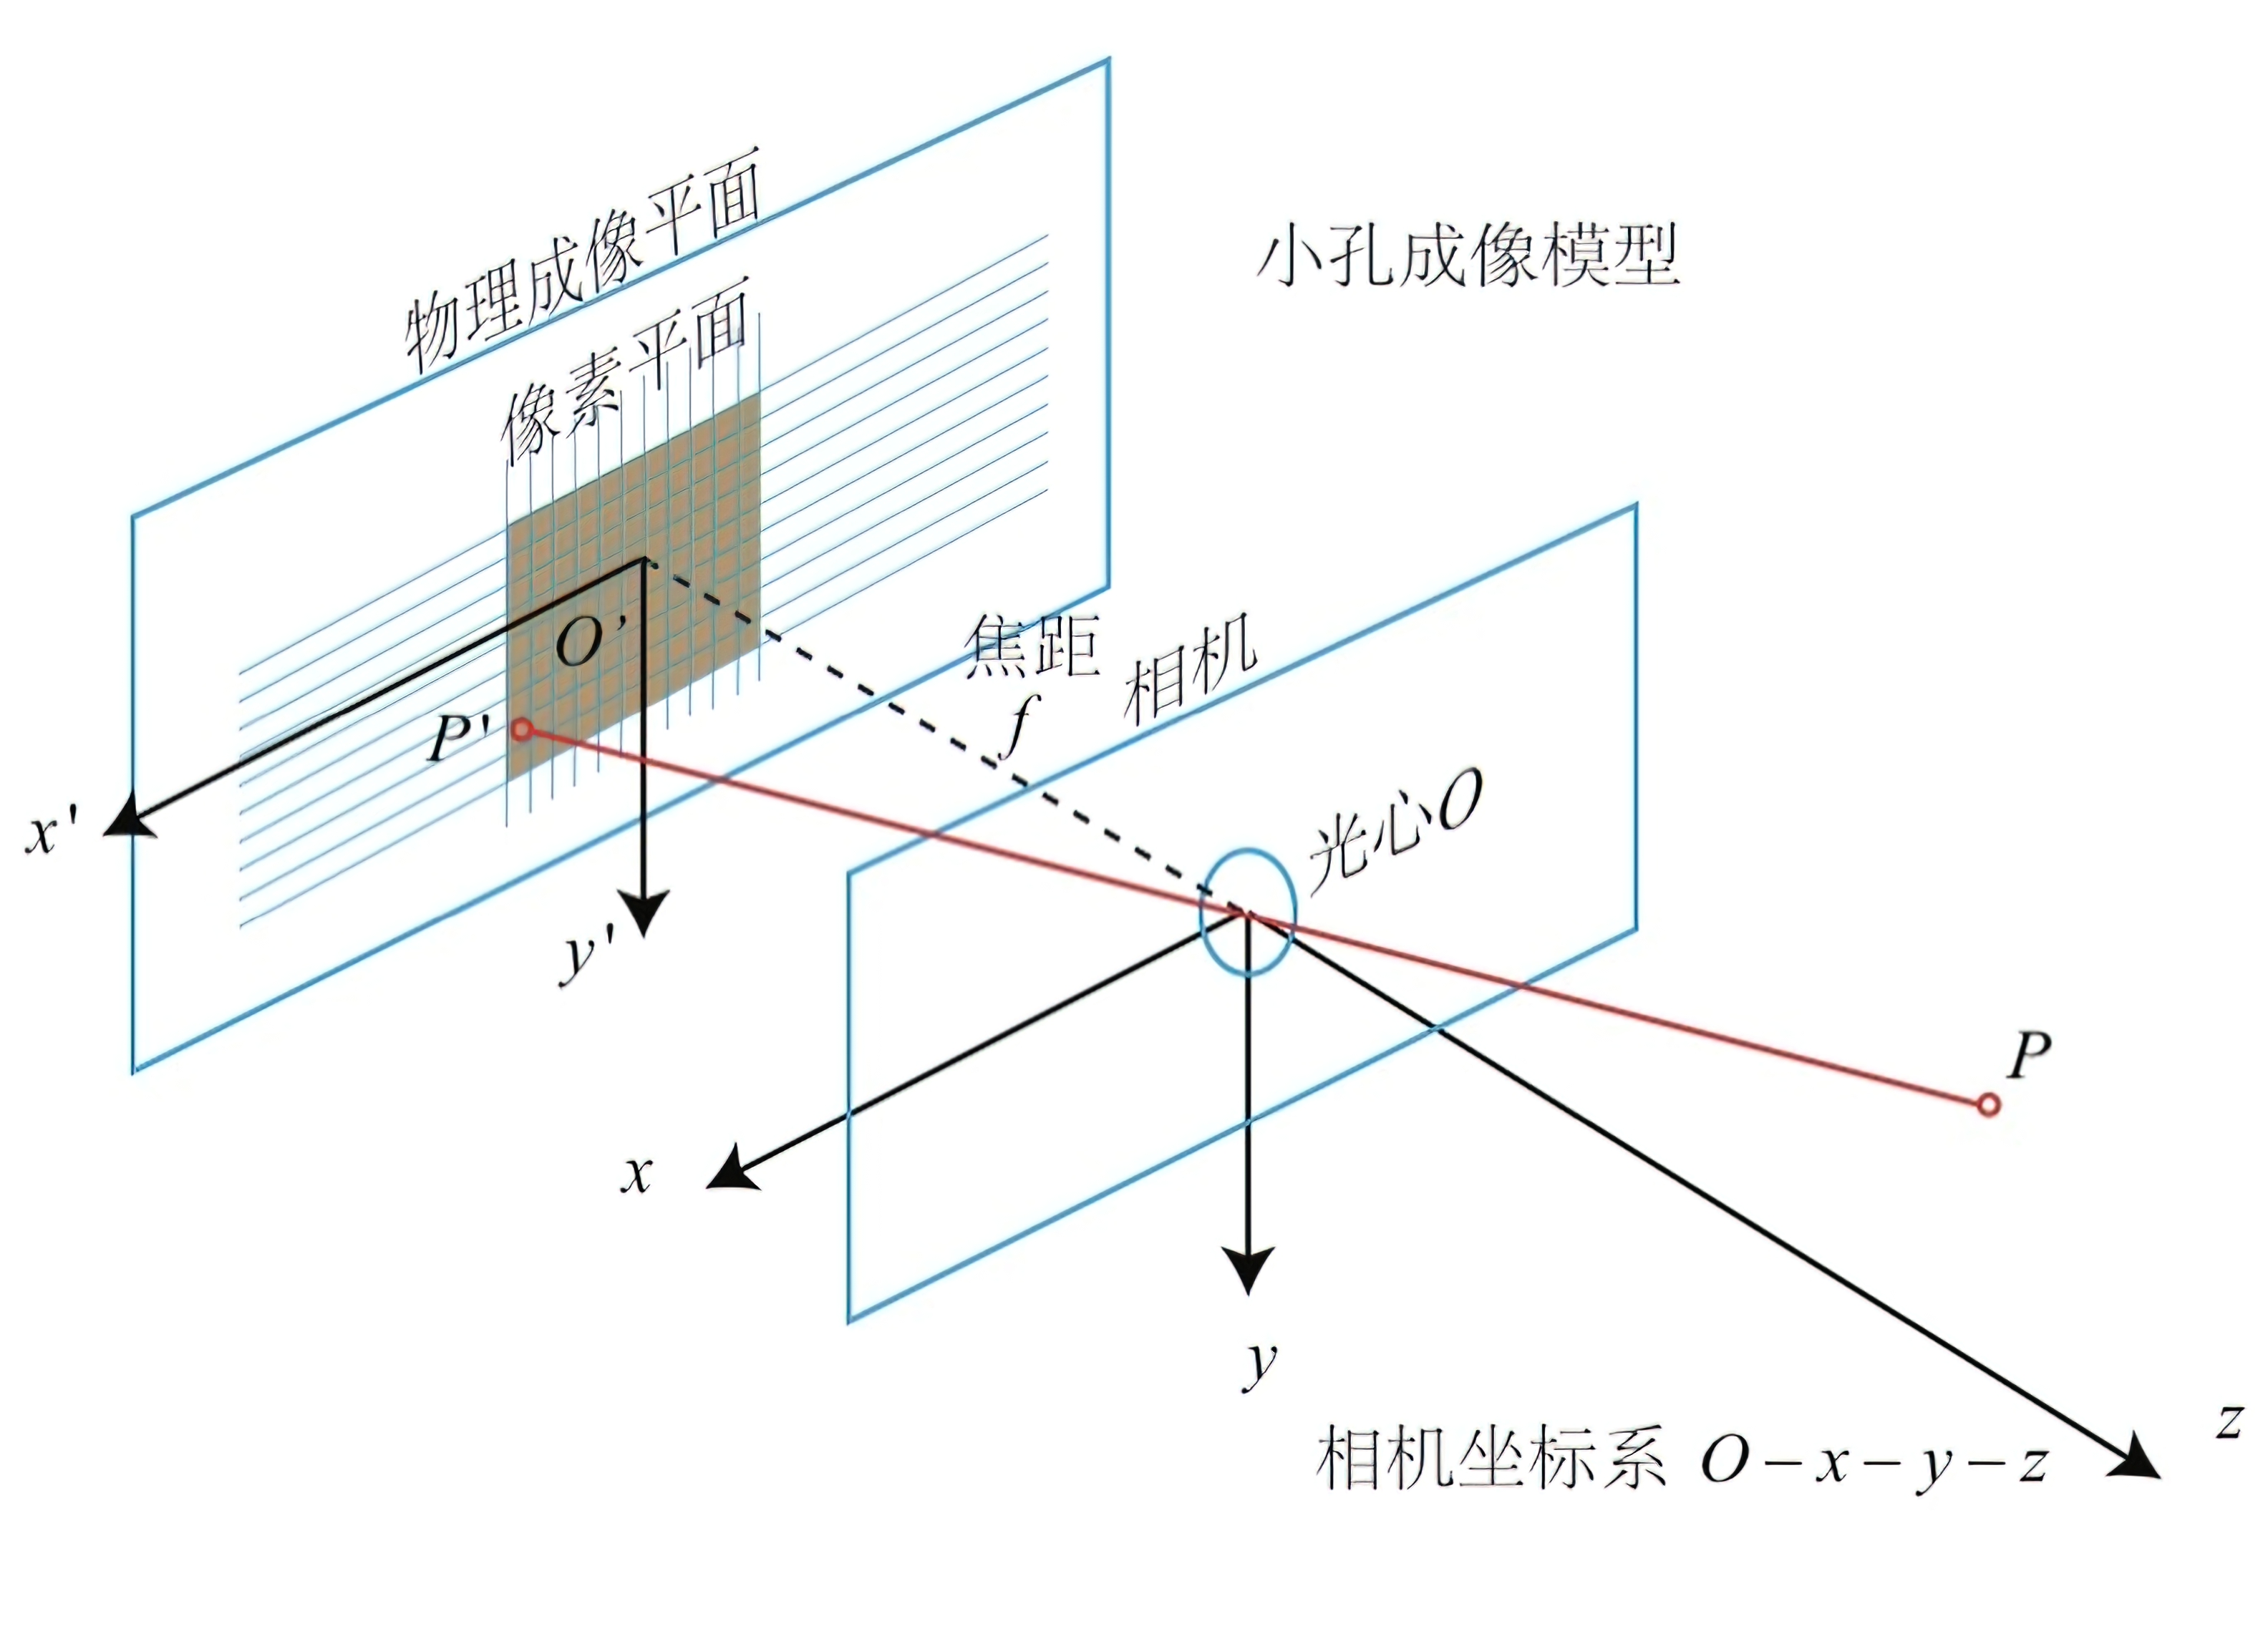 物理成像平面
小孔成像模型
像素平面
焦距
f
相机
O'
P'
光心O
x'
y'
P
x
y
z
相机坐标系 O－x－y－z